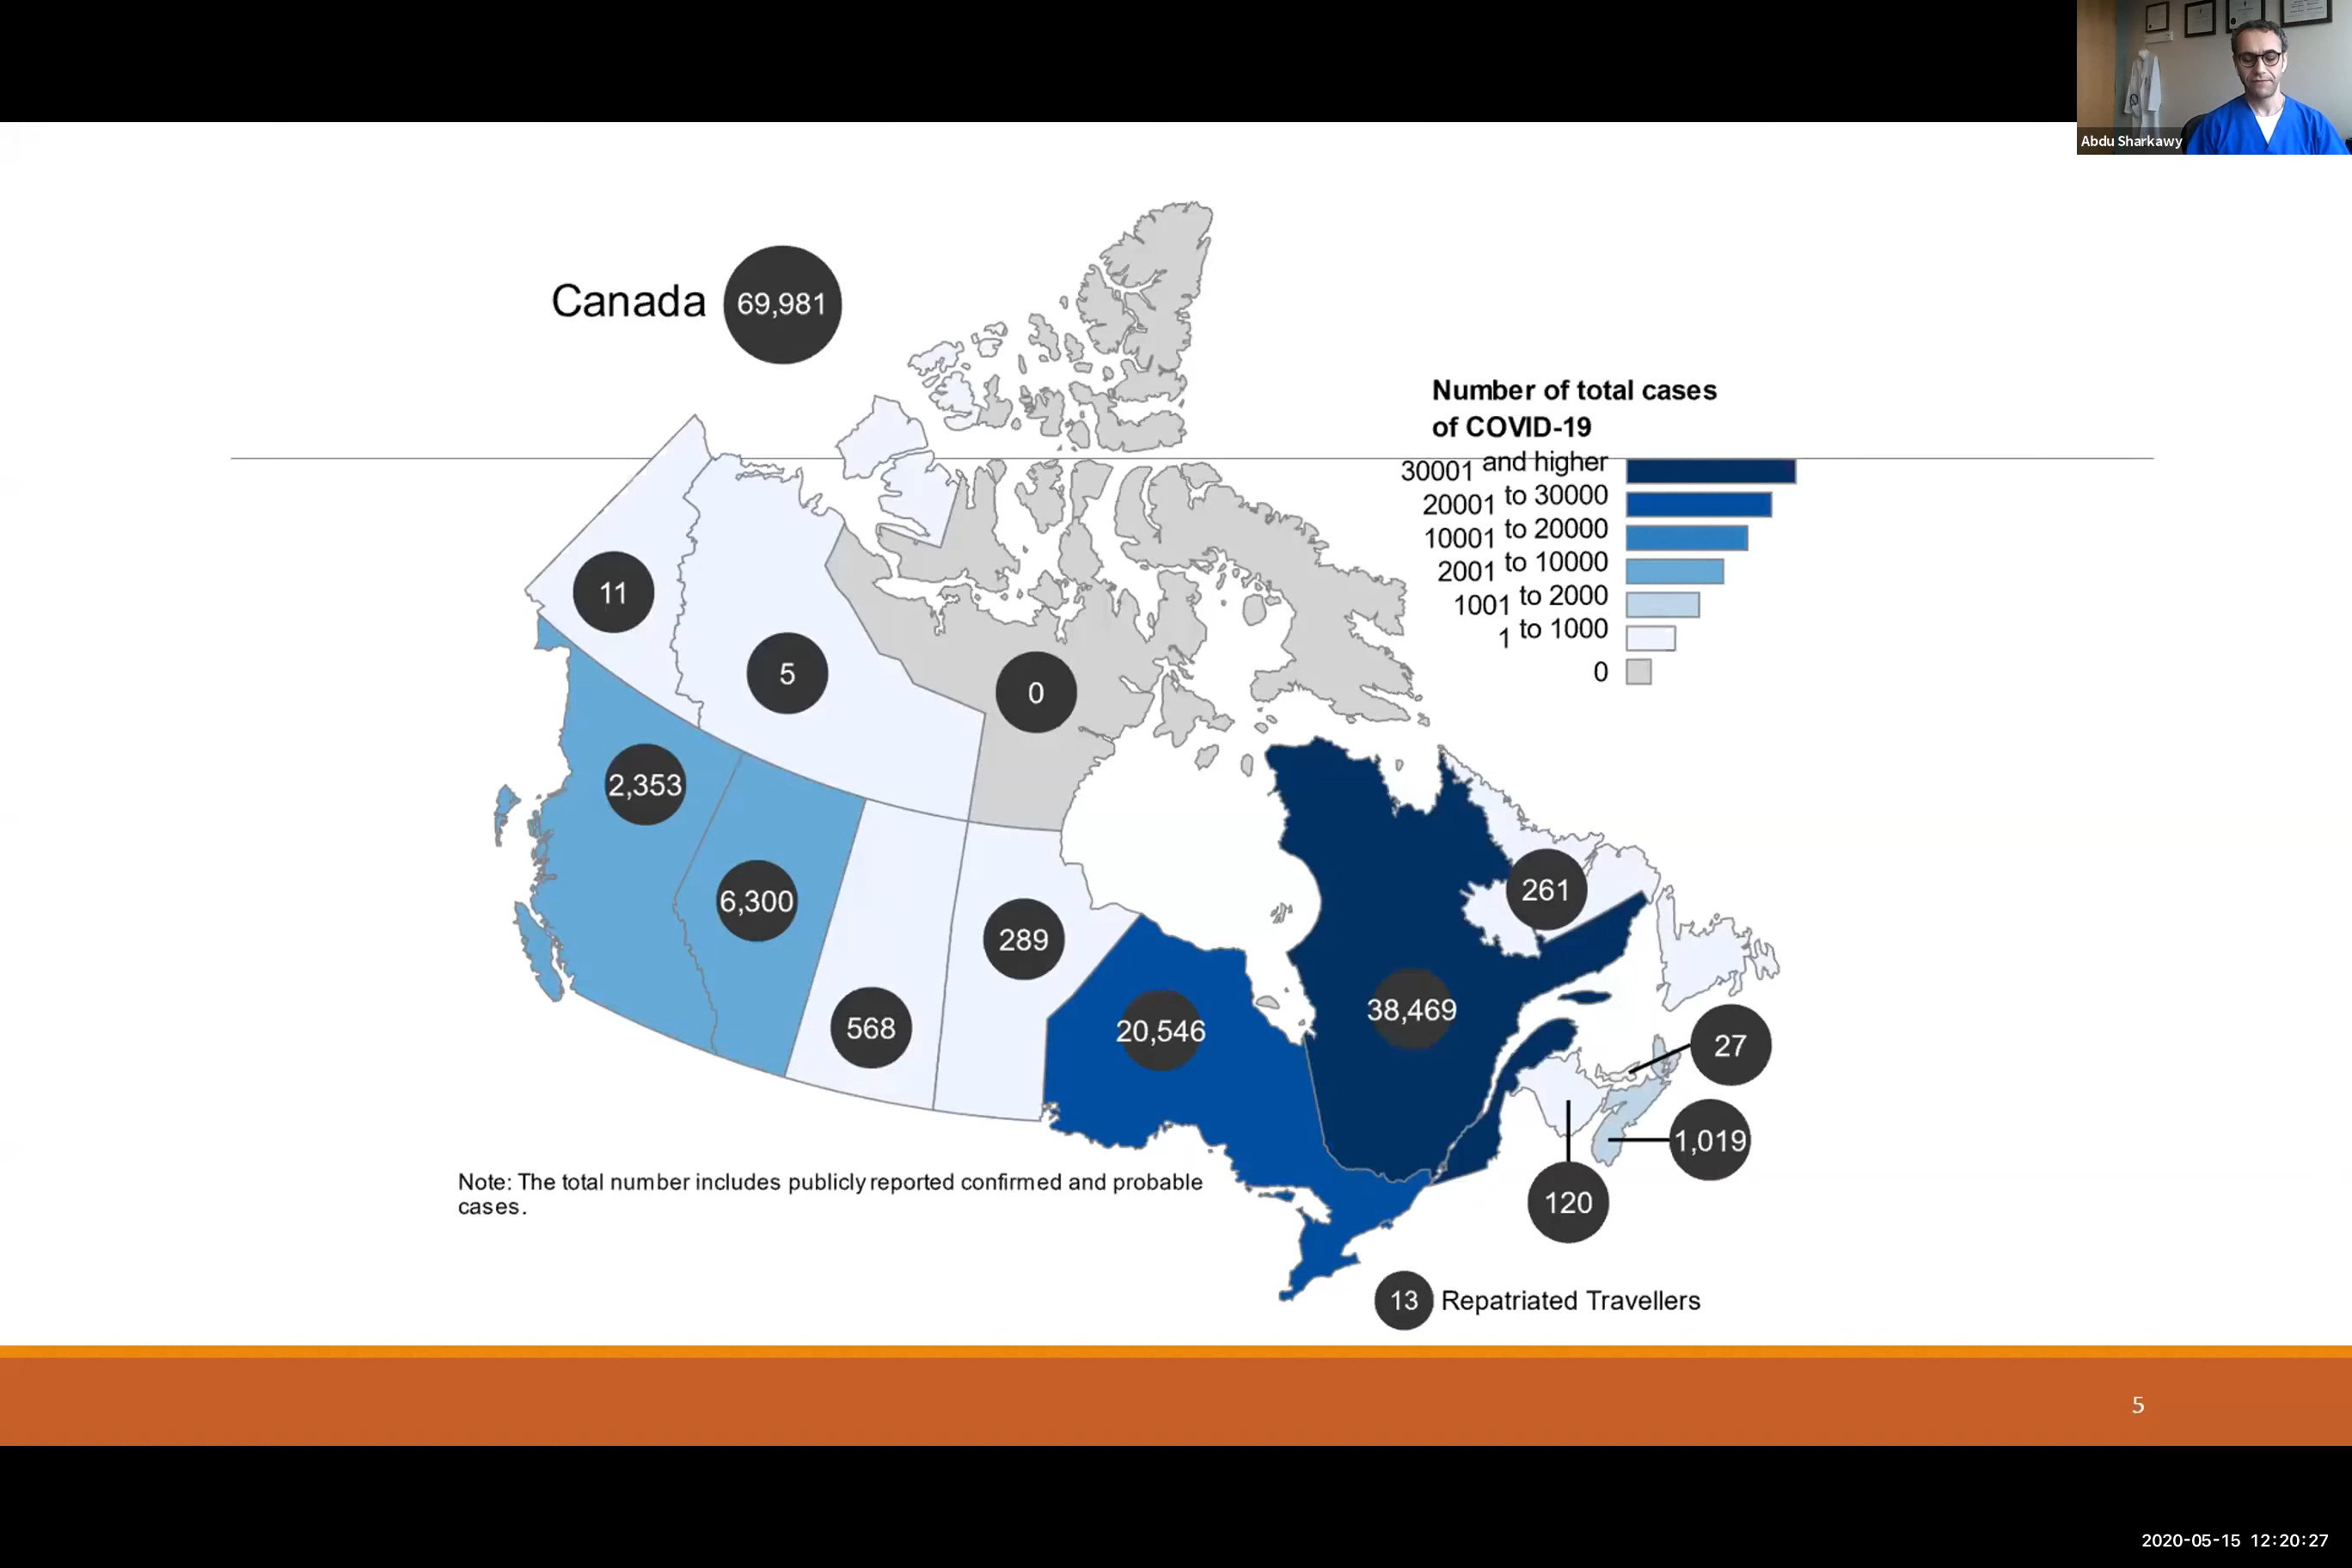 Abdu Sharkawy
Canada 69,981
Number of total cases
of COVID-19
30001 and higher
20001 to 30000
10001 to 20000
2001 to 10000
1001 to 2000
1 to 1000
0
11
5
0
2,353
6,300
568
289
20,546
38,469
261
27
1,019
120
Note: The total number includes publicly reported confirmed and probable
cases.
13 Repatriated Travellers
5
2020-05-15 12:20:27